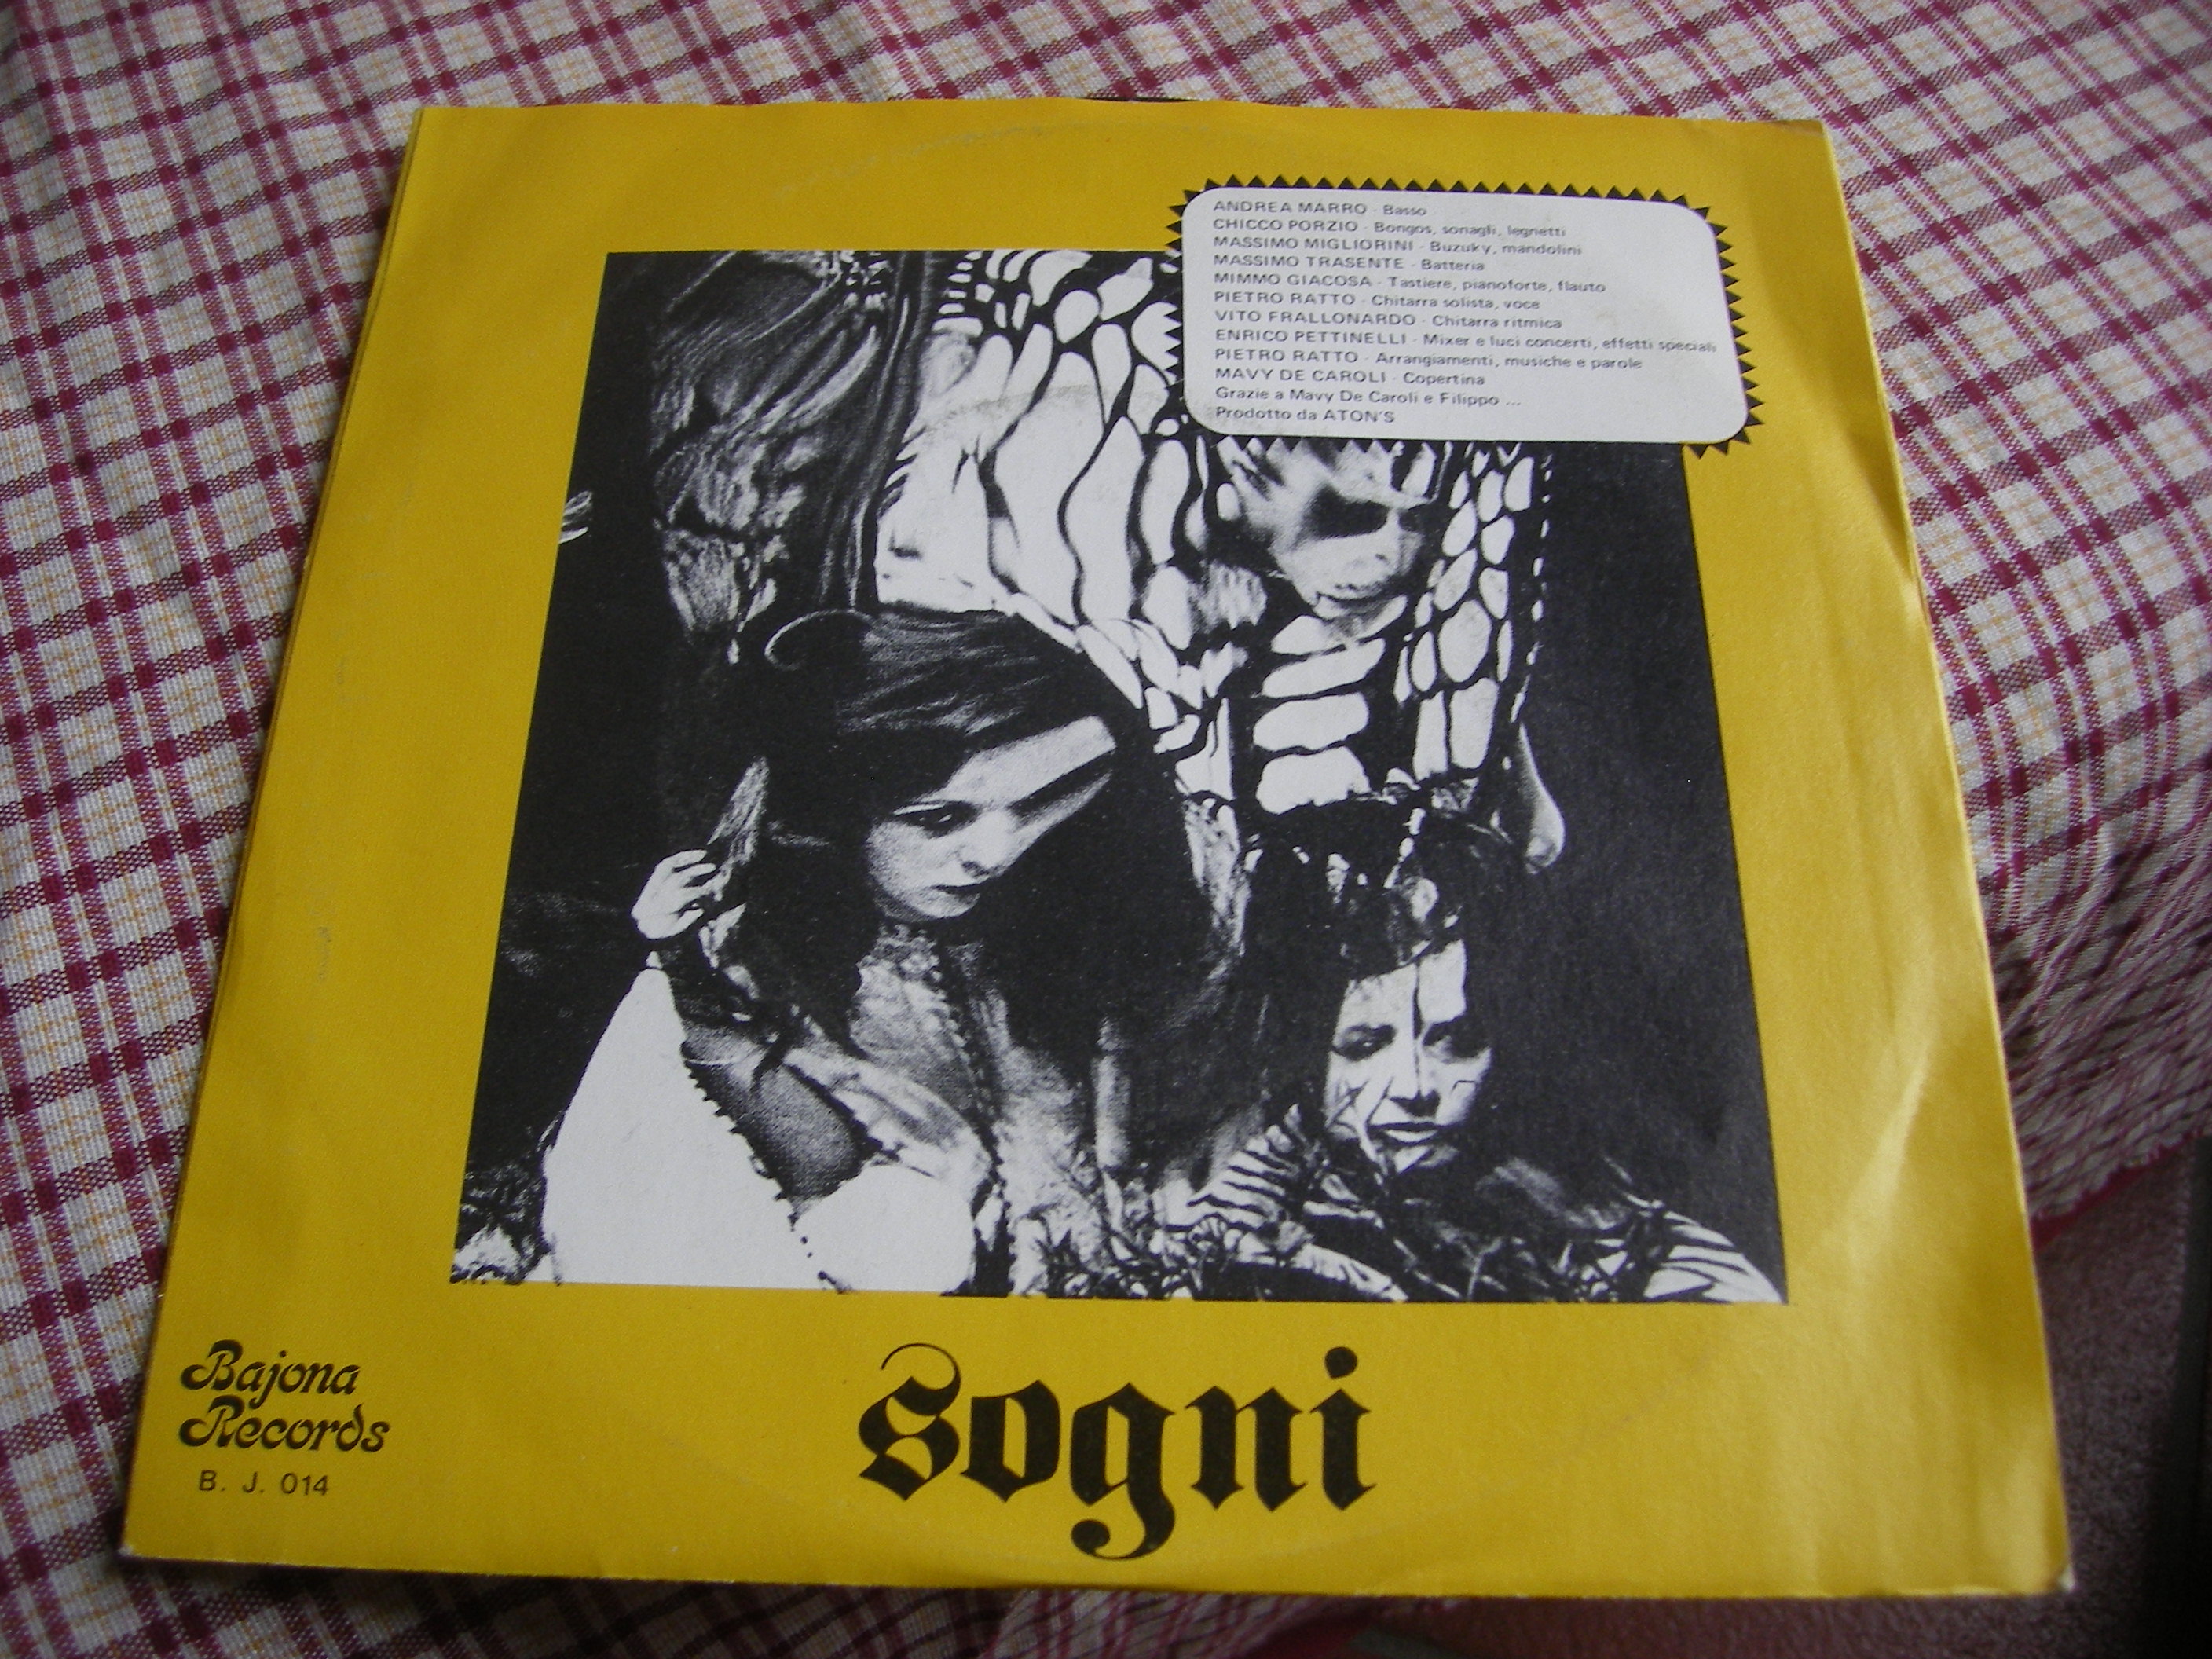 ANDREA MARRO - Basso
CHICCO PORZIO - Bongos, sonagli, legnetti
MASSIMO MIGLIORINI - Buzuky, mandolini
MASSIMO TRASENTE - Batteria
MIMMO GIACOSA - Tastiere, pianoforte, flauto
PIETRO RATTO - Chitarra solista, voce
VITO FRALLONARDO - Chitarra ritmica
ENRICO PETTINELLI - Mixer e luci concerti, effetti speciali
PIETRO RATTO - Arrangiamenti, musiche e parole
MAVY DE CAROLI - Copertina
Grazie a Mavy De Caroli e Filippo ...
Prodotto da ATON'S
sogni
Bajona
Records
B. J. 014